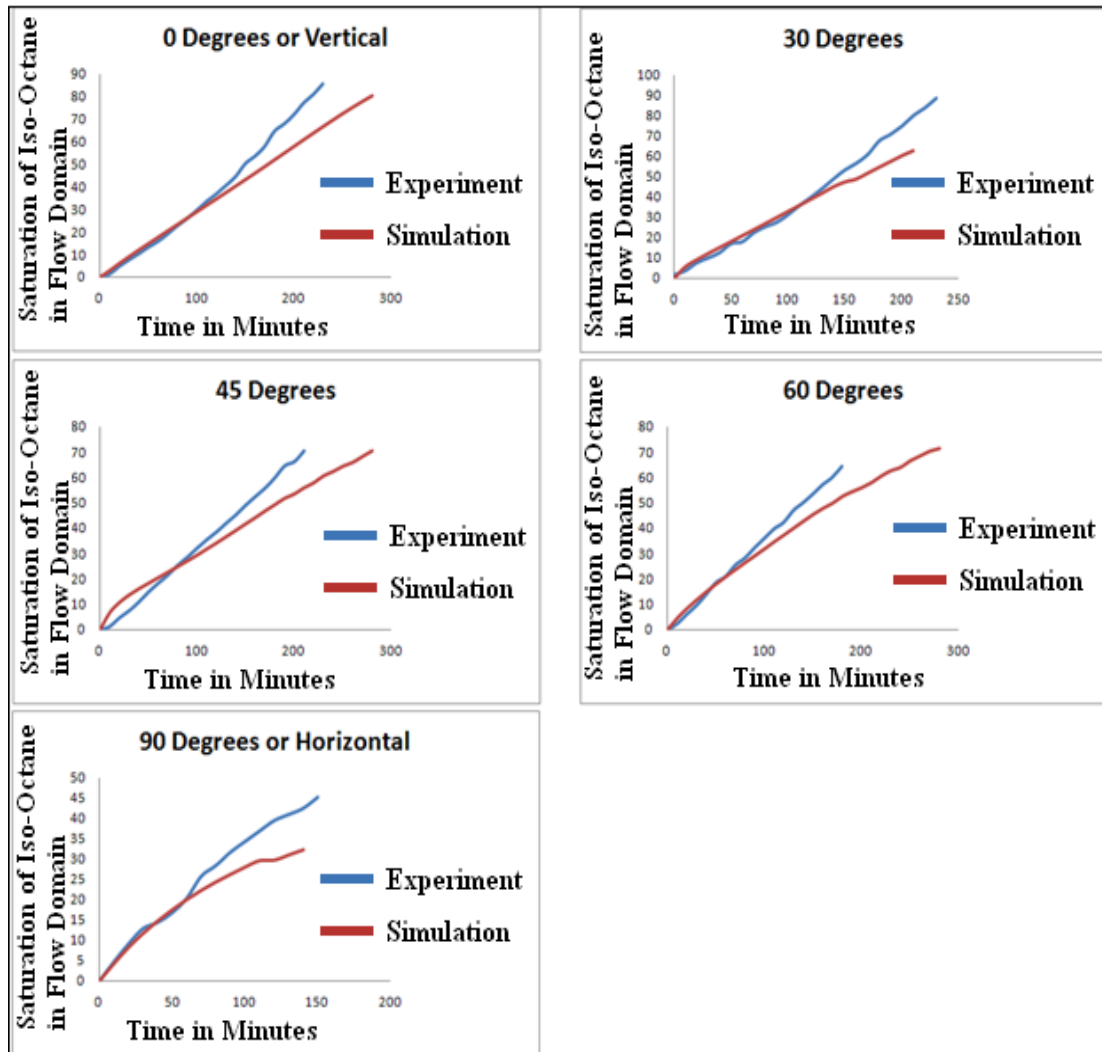 0 Degrees or Vertical
Saturation of Iso-Octane
in Flow Domain
90
80
70
60
50
40
30
20
10
0
0 100 200 300
Time in Minutes
Experiment
Simulation
30 Degrees
Saturation of Iso-Octane
in Flow Domain
100
90
80
70
60
50
40
30
20
10
0
0 50 100 150 200 250
Time in Minutes
Experiment
Simulation
45 Degrees
Saturation of Iso-Octane
in Flow Domain
80
70
60
50
40
30
20
10
0
0 100 200 300
Time in Minutes
Experiment
Simulation
60 Degrees
Saturation of Iso-Octane
in Flow Domain
80
70
60
50
40
30
20
10
0
0 100 200 300
Time in Minutes
Experiment
Simulation
90 Degrees or Horizontal
Saturation of Iso-Octane
in Flow Domain
50
45
40
35
30
25
20
15
10
5
0
0 50 100 150 200
Time in Minutes
Experiment
Simulation